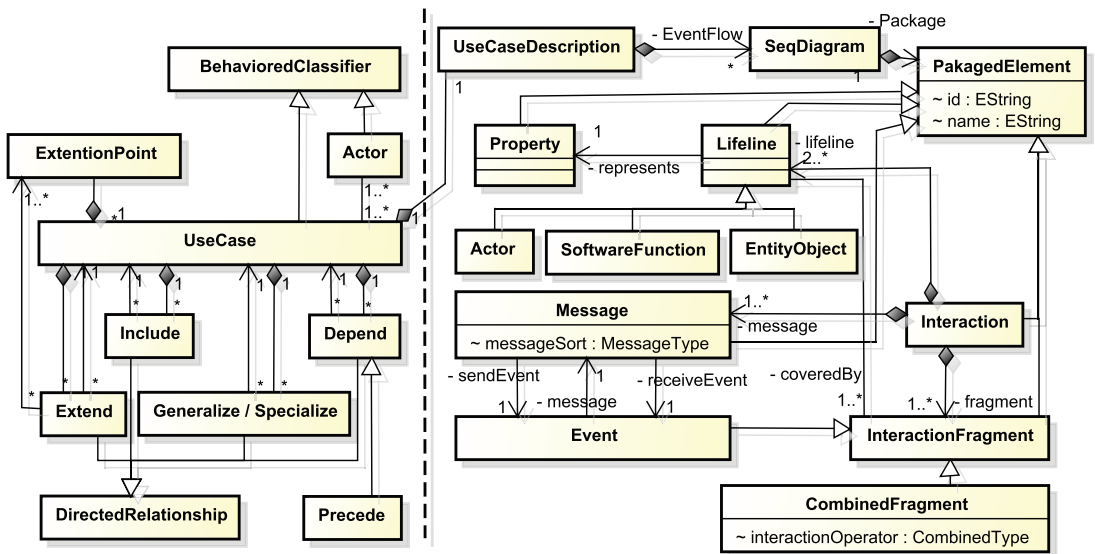 - Package
UseCaseDescription
- EventFlow
*
SeqDiagram
1
PakagedElement
~ id : EString
~ name : EString
BehavioredClassifier
1
ExtentionPoint
Actor
1..*
1..*
1..*
*
1
1
UseCase
Property
1
- represents
Lifeline
- lifeline
2..*
Actor
SoftwareFunction
EntityObject
1
1
1
1
1
1
*
*
*
*
Include
Depend
*
*
*
*
*
Extend
Generalize / Specialize
DirectedRelationship
Precede
Message
~ messageSort : MessageType
1..*
- message
Interaction
- sendEvent
1
- message
1
- receiveEvent
1
- coveredBy
1..*
1..*
- fragment
Event
InteractionFragment
CombinedFragment
~ interactionOperator : CombinedType